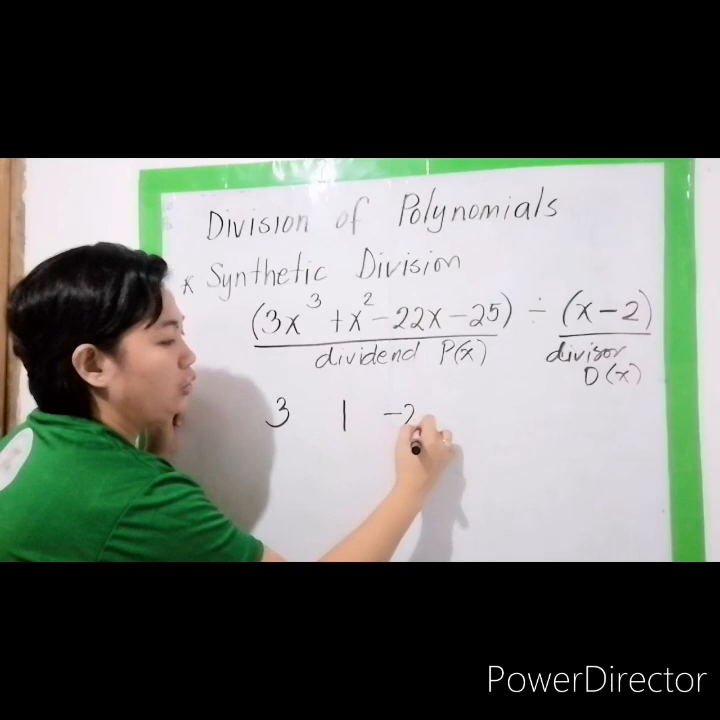 Division of Polynomials
* Synthetic Division
(3x³ + x² - 22x - 25) ÷ (x - 2)
dividend P(x) divisor
D(x)
3 1 -2
PowerDirector